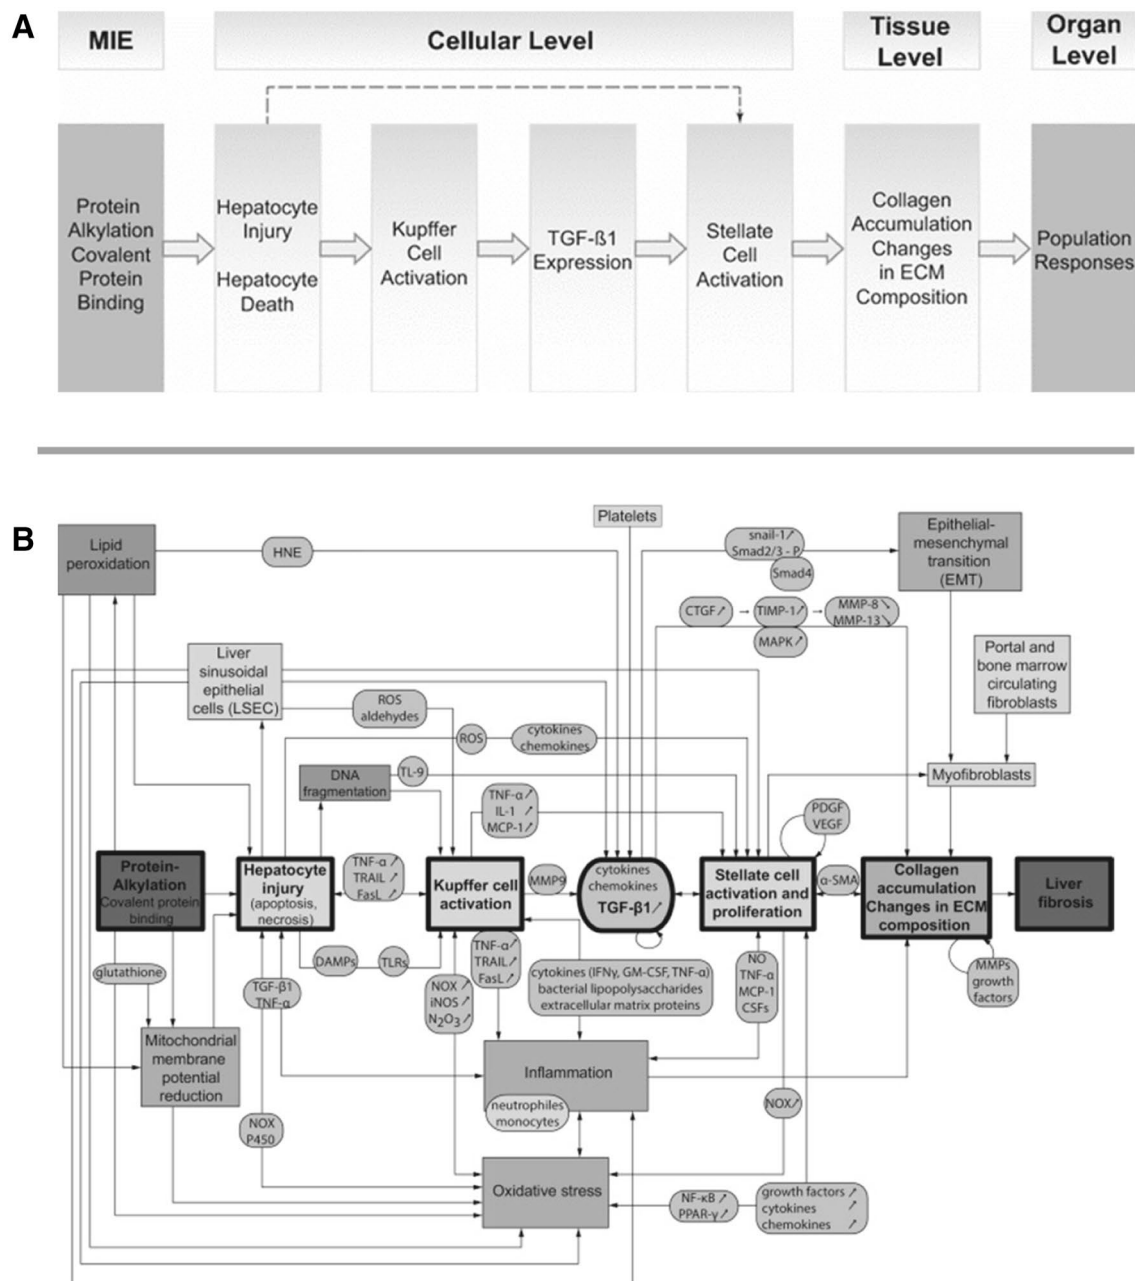 A
MIE
Cellular Level
Tissue
Level
Organ
Level
Protein
Alkylation
Covalent
Protein
Binding
Hepatocyte
Injury
Hepatocyte
Death
Kupffer
Cell
Activation
TGF-ß1
Expression
Stellate
Cell
Activation
Collagen
Accumulation
Changes
in ECM
Composition
Population
Responses
B
Lipid
peroxidation
HNE
Platelets
snail-1↗
Smad2/3 - P
Smad4
Epithelial-
mesenchymal
transition
(EMT)
CTGF↗ → TIMP-1↗ → MMP-8↘
MMP-13↘
MAPK↗
Liver
sinusoidal
epithelial
cells (LSEC)
Portal and
bone marrow
circulating
fibroblasts
ROS
aldehydes
ROS
cytokines
chemokines
DNA
fragmentation
TL-9
Myofibroblasts
TNF-α↗
IL-1 ↗
MCP-1↗
PDGF
VEGF
Protein-
Alkylation
Covalent protein
binding
Hepatocyte
injury
(apoptosis,
necrosis)
TNF-α↗
TRAIL↗
FasL↗
Kupffer cell
activation
MMP9
cytokines
chemokines
TGF-β1↗
Stellate cell
activation and
proliferation
α-SMA
Collagen
accumulation
Changes in ECM
composition
Liver
fibrosis
glutathione
TGF-β1
TNF-α
DAMPs
TLRs
NOX ↗
iNOS ↗
N2O3↗
TNF-α↗
TRAIL↗
FasL↗
cytokines (IFNγ, GM-CSF, TNF-α)
bacterial lipopolysaccharides
extracellular matrix proteins
NO
TNF-α
MCP-1
CSFs
MMPs
growth
factors
Mitochondrial
membrane
potential
reduction
Inflammation
neutrophiles
monocytes
NOX
P450
NOX↗
Oxidative stress
NF-κB↗
PPAR-γ↗
growth factors ↗
cytokines ↗
chemokines ↗